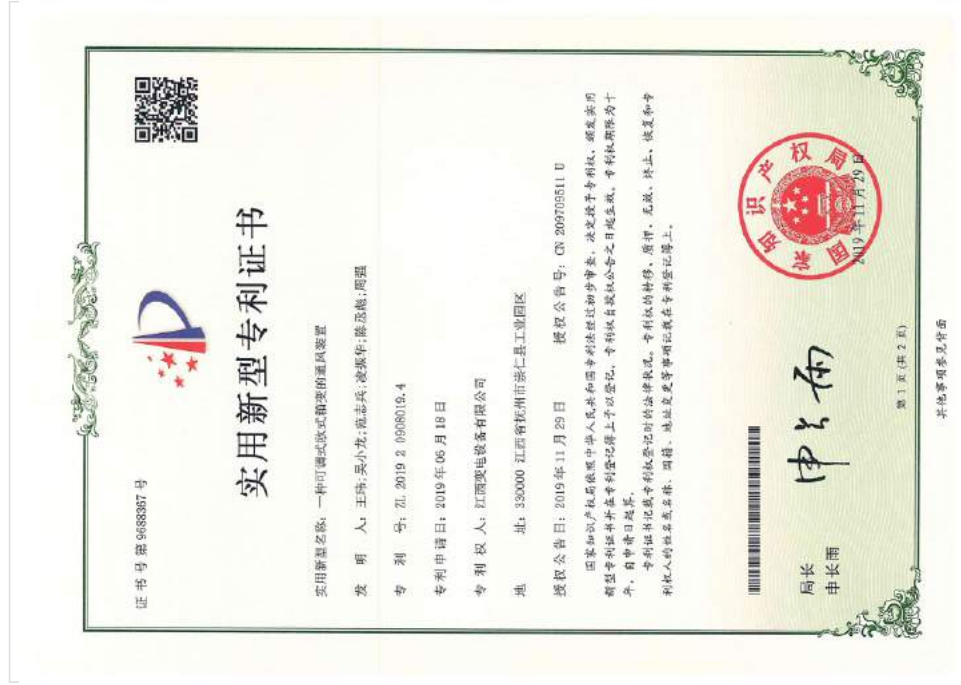 证书号第9688367号
实用新型专利证书
实用新型名称：一种可调式欧式箱变的通风装置
发 明 人：王玮;吴小龙;范志兵;凌振华;陈丞彪;周强
专 利 号：ZL 2019 2 0908019.4
专利申请日：2019年06月18日
专 利 权 人：江西变电设备有限公司
地 址：330000 江西省抚州市崇仁县工业园区
授权公告日：2019年11月29日 授权公告号：CN 209709511 U
国家知识产权局依照中华人民共和国专利法经过初步审查，决定授予专利权，颁发实用
新型专利证书并在专利登记簿上予以登记。专利权自授权公告之日起生效。专利权期限为十
年，自申请日起算。
专利证书记载专利权登记时的法律状况。专利权的转移、质押、无效、终止、恢复和专
利权人的姓名或名称、国籍、地址变更等事项记载在专利登记簿上。
局长
申长雨
申长雨
国家知识产权局
2019年11月29日
第 1 页 (共 2 页)
其他事项参见背面